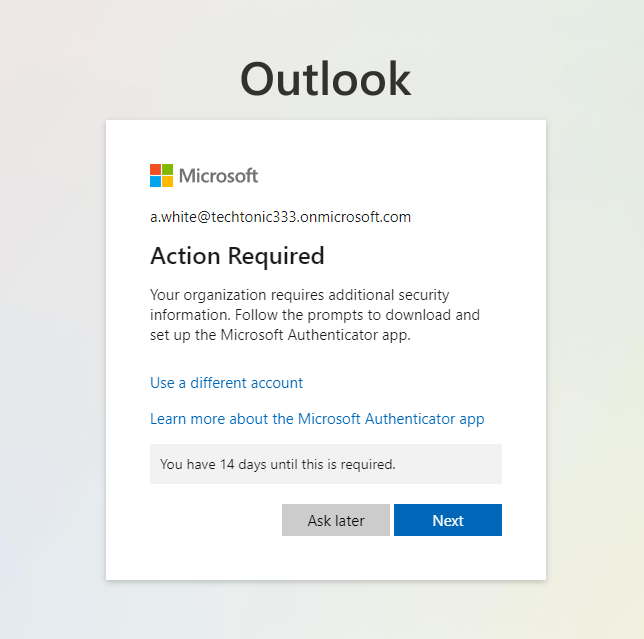 Outlook
Microsoft
a.white@techtonic333.onmicrosoft.com
Action Required
Your organization requires additional security
information. Follow the prompts to download and
set up the Microsoft Authenticator app.
Use a different account
Learn more about the Microsoft Authenticator app
You have 14 days until this is required.
Ask later
Next